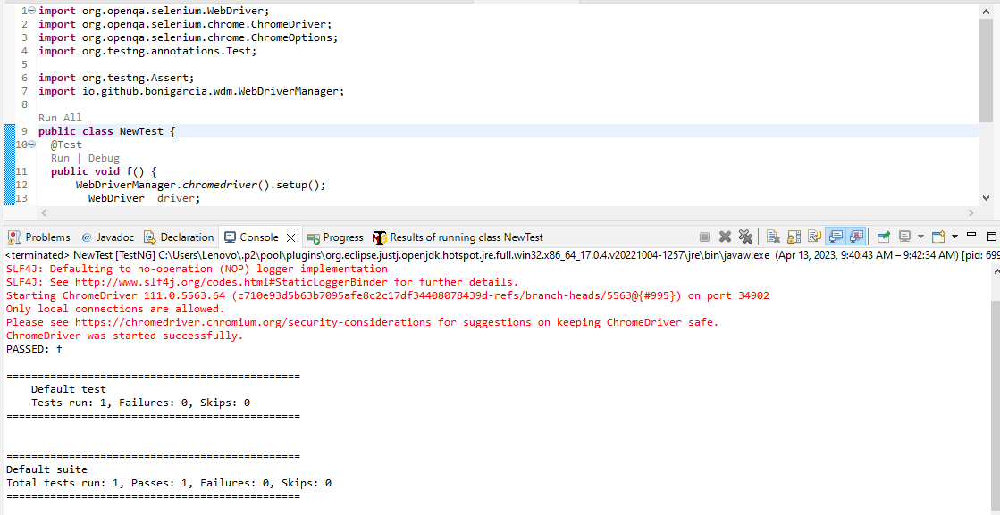 1 import org.openqa.selenium.WebDriver;
2 import org.openqa.selenium.chrome.ChromeDriver;
3 import org.openqa.selenium.chrome.ChromeOptions;
4 import org.testng.annotations.Test;
5
6 import org.testng.Assert;
7 import io.github.bonigarcia.wdm.WebDriverManager;
8
Run All
9 public class NewTest {
10 @Test
Run | Debug
11 public void f() {
12 WebDriverManager.chromedriver().setup();
13 WebDriver driver;
Problems @ Javadoc Declaration Console Progress Results of running class NewTest
<terminated> NewTest [TestNG] C:\Users\Lenovo\.p2\pool\plugins\org.eclipse.justj.openjdk.hotspot.jre.full.win32.x86_64_17.0.4.v20221004-1257\jre\bin\javaw.exe (Apr 13, 2023, 9:40:43 AM – 9:42:34 AM) [pid: 699
SLF4J: Defaulting to no-operation (NOP) logger implementation
SLF4J: See http://www.slf4j.org/codes.html#StaticLoggerBinder for further details.
Starting ChromeDriver 111.0.5563.64 (c710e93d5b63b7095afe8c2c17df34408078439d-refs/branch-heads/5563@{#995}) on port 34902
Only local connections are allowed.
Please see https://chromedriver.chromium.org/security-considerations for suggestions on keeping ChromeDriver safe.
ChromeDriver was started successfully.
PASSED: f
===============================================
Default test
Tests run: 1, Failures: 0, Skips: 0
===============================================
===============================================
Default suite
Total tests run: 1, Passes: 1, Failures: 0, Skips: 0
===============================================